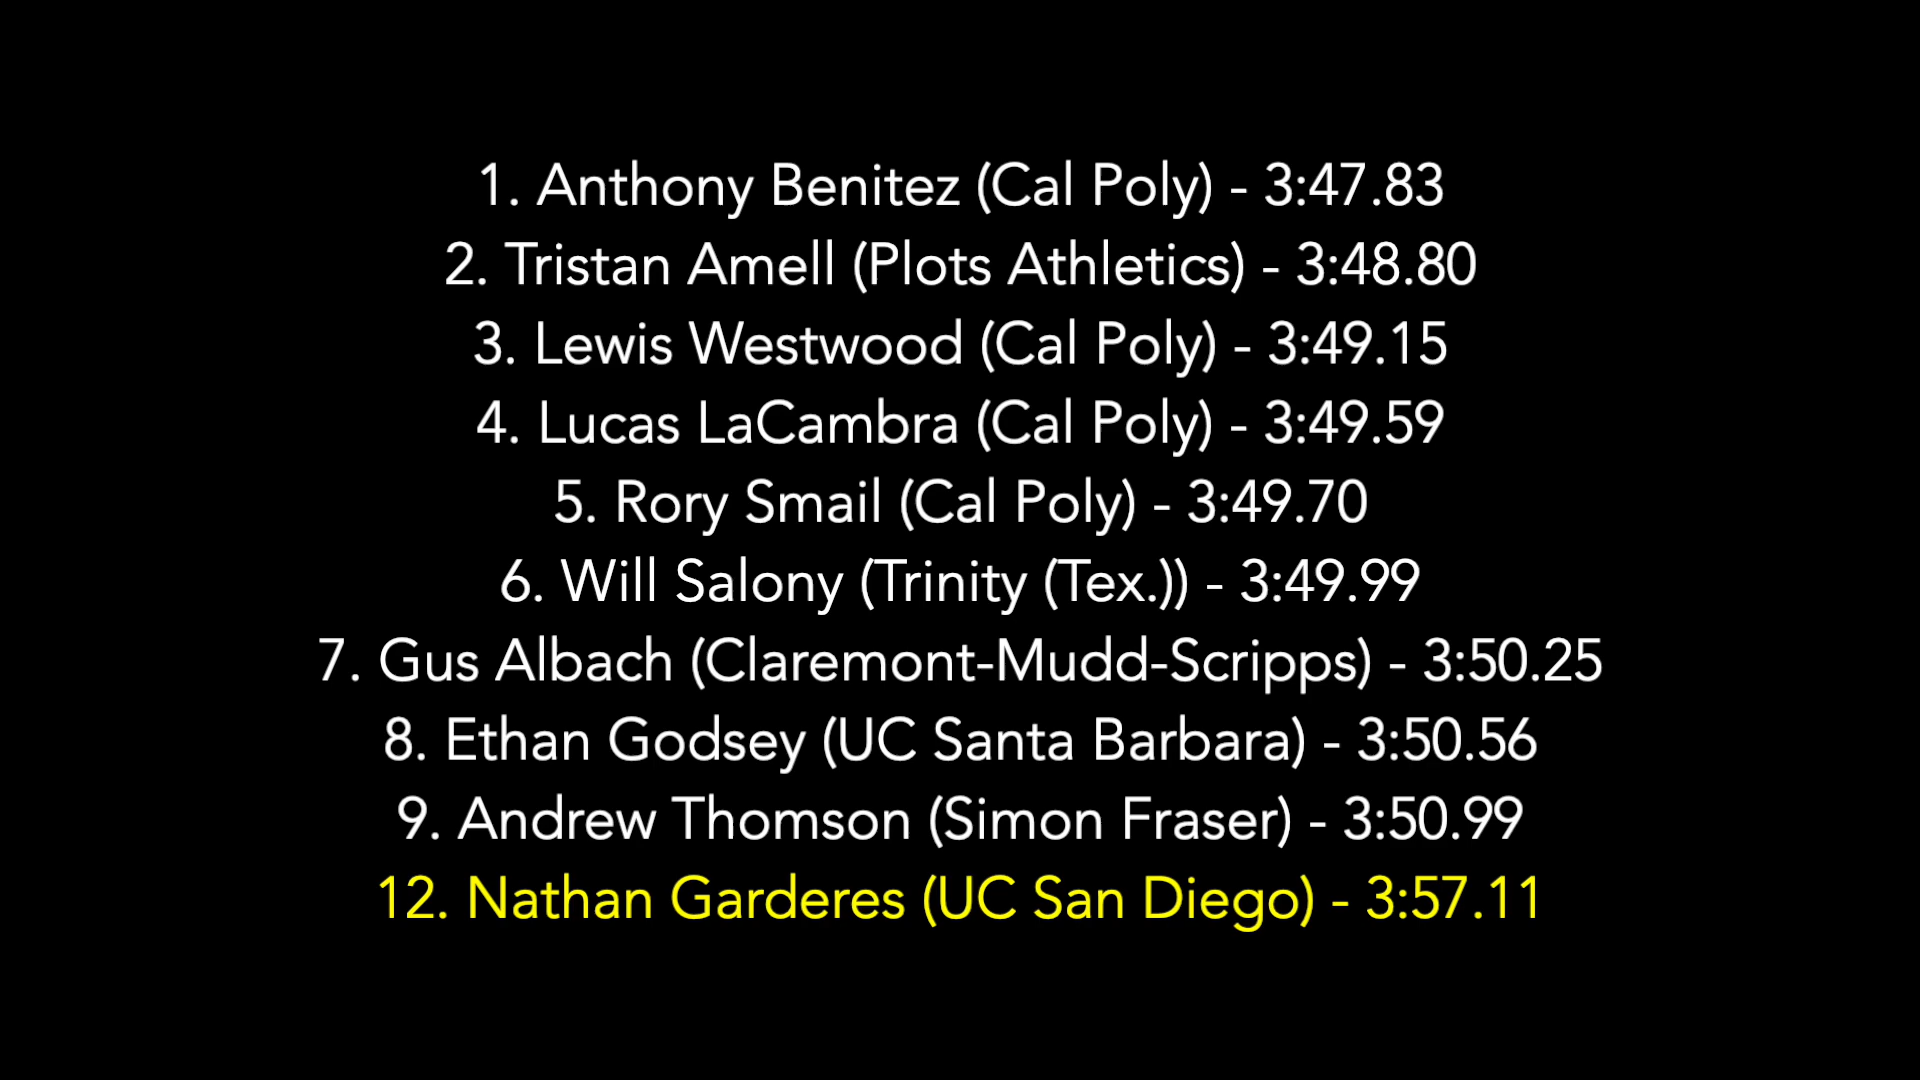 1. Anthony Benitez (Cal Poly) - 3:47.83
2. Tristan Amell (Plots Athletics) - 3:48.80
3. Lewis Westwood (Cal Poly) - 3:49.15
4. Lucas LaCambra (Cal Poly) - 3:49.59
5. Rory Smail (Cal Poly) - 3:49.70
6. Will Salony (Trinity (Tex.)) - 3:49.99
7. Gus Albach (Claremont-Mudd-Scripps) - 3:50.25
8. Ethan Godsey (UC Santa Barbara) - 3:50.56
9. Andrew Thomson (Simon Fraser) - 3:50.99
12. Nathan Garderes (UC San Diego) - 3:57.11